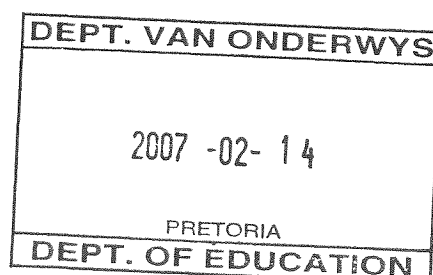 DEPT. VAN ONDERWYS
2007 -02- 14
PRETORIA
DEPT. OF EDUCATION